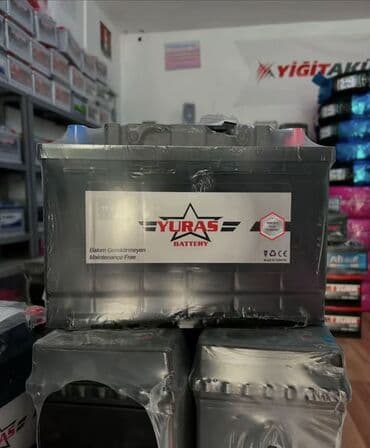 YİĞİTAKÜ
YURAS
BATTERY
Bakım Gerektirmeyen
Maintenance Free